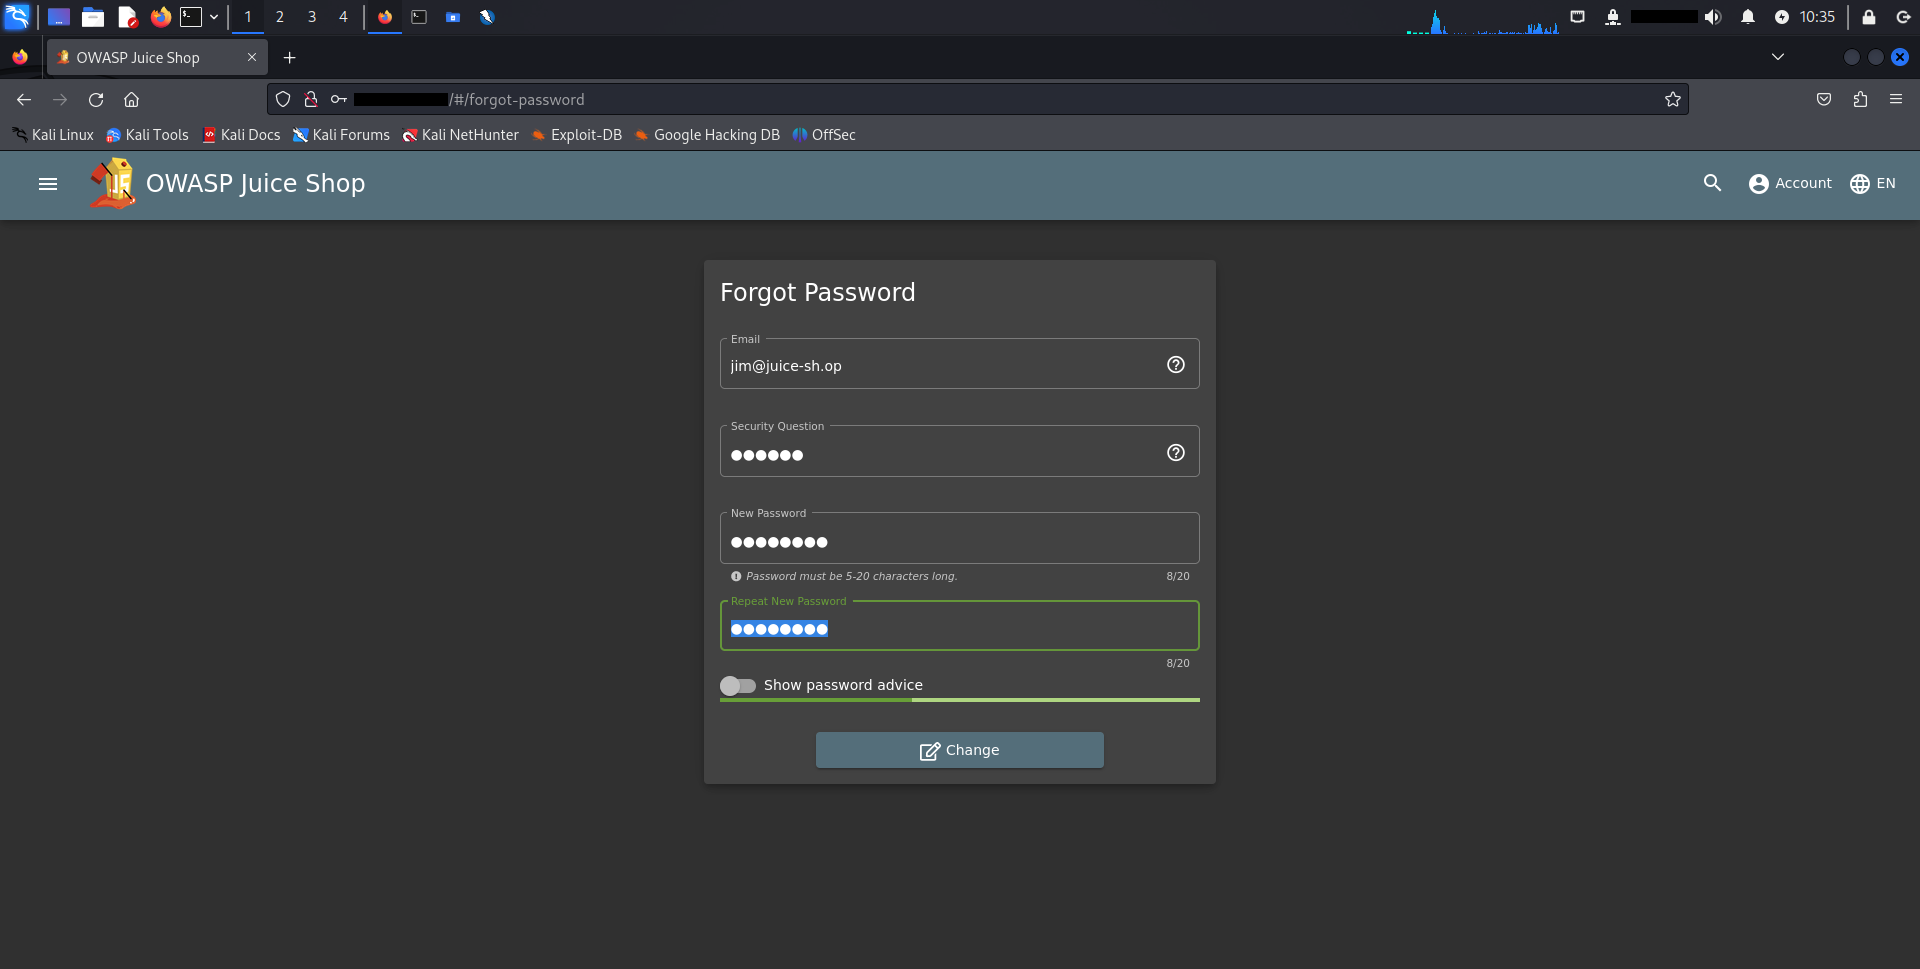 1 2 3 4 10:35
OWASP Juice Shop
/#/forgot-password
Kali Linux Kali Tools Kali Docs Kali Forums Kali NetHunter Exploit-DB Google Hacking DB OffSec
OWASP Juice Shop Account EN
Forgot Password
Email
jim@juice-sh.op
Security Question
●●●●●●
New Password
●●●●●●●●
Password must be 5-20 characters long. 8/20
Repeat New Password
●●●●●●●●
8/20
Show password advice
Change